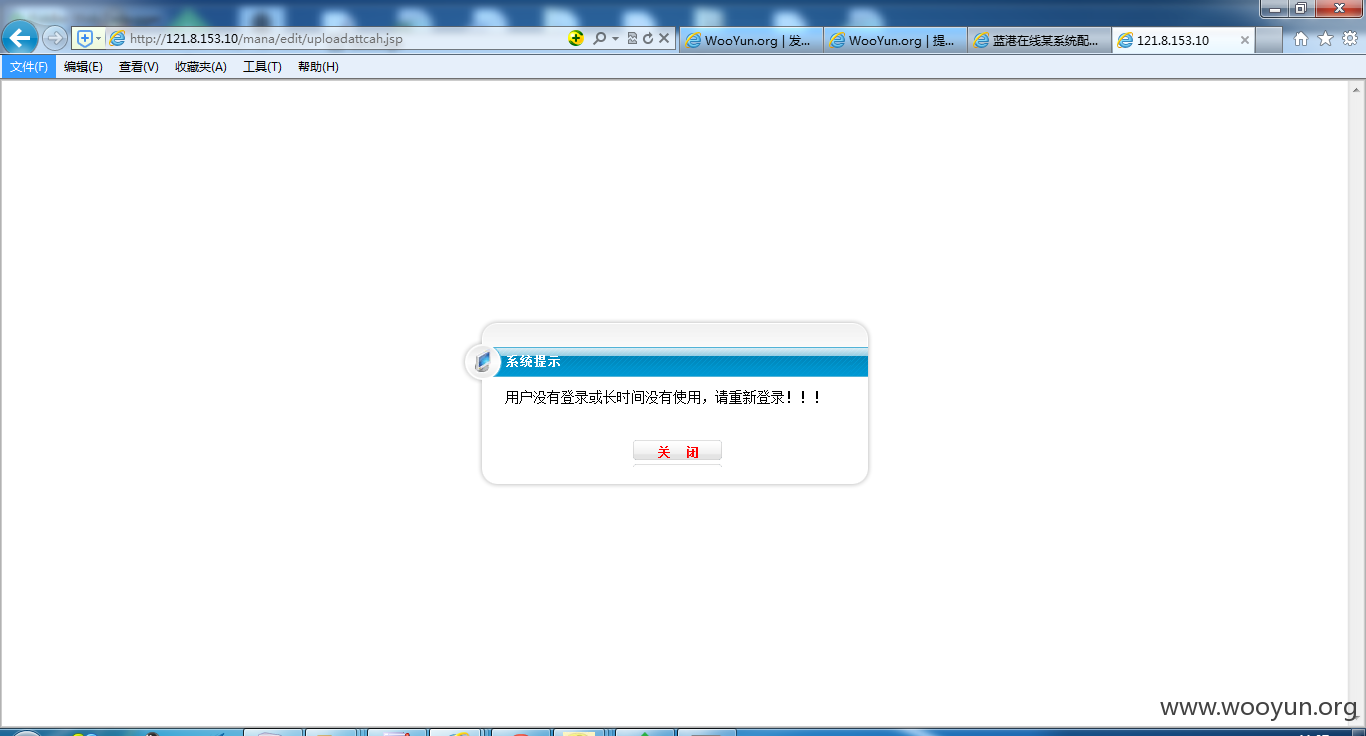 http://121.8.153.10/mana/edit/uploadattcah.jsp
WooYun.org | 发...
WooYun.org | 提...
蓝港在线某系统配...
121.8.153.10
文件(F) 编辑(E) 查看(V) 收藏夹(A) 工具(T) 帮助(H)
系统提示
用户没有登录或长时间没有使用，请重新登录！！！
关 闭
www.wooyun.org